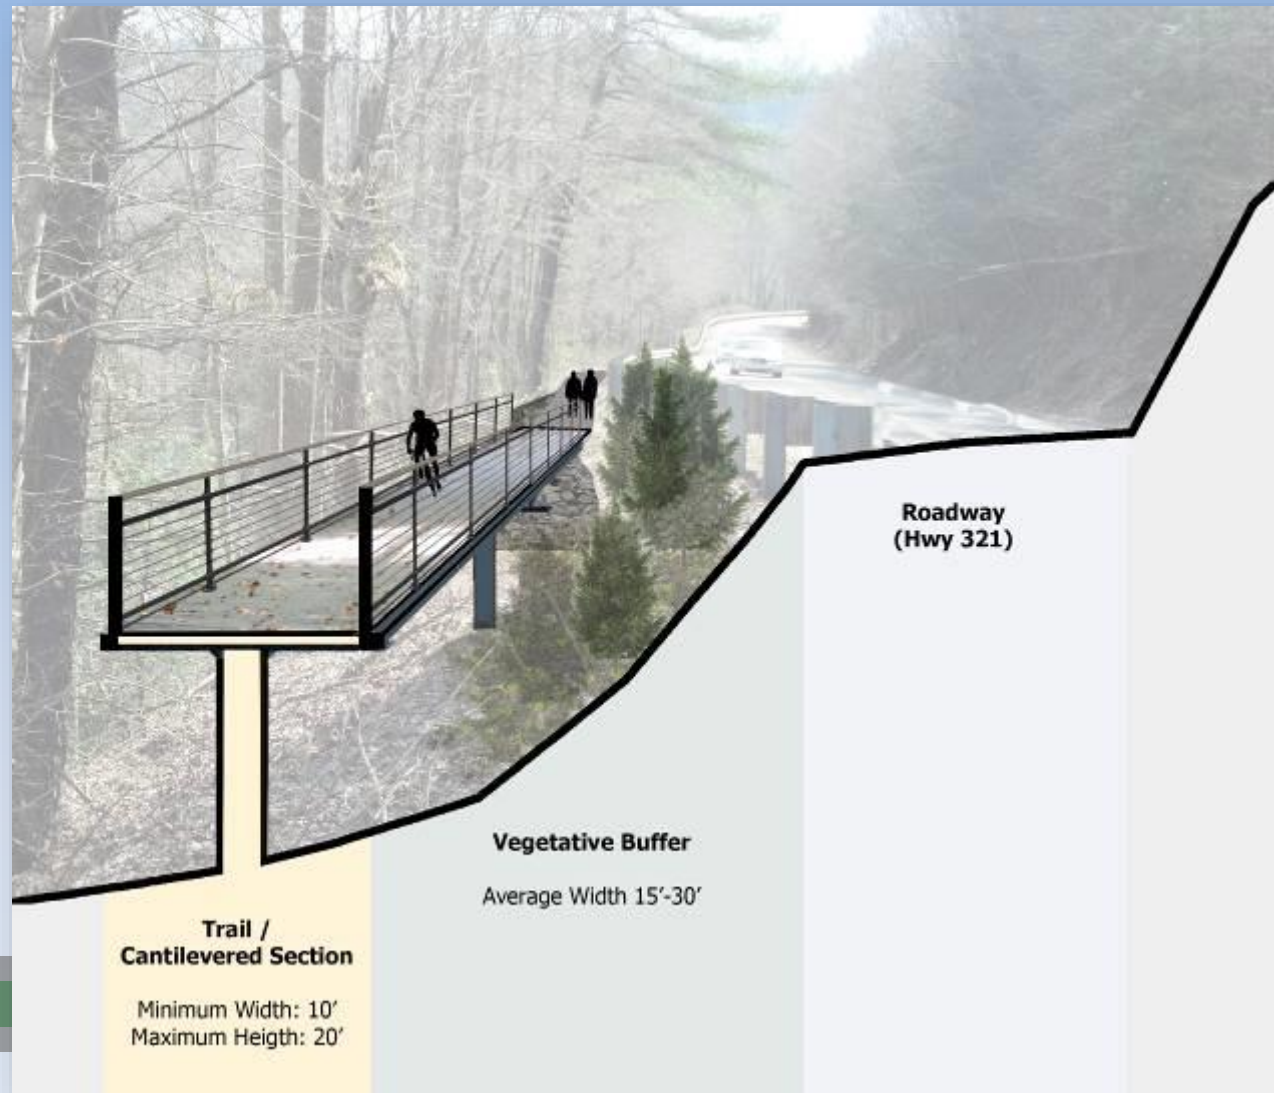 Roadway
(Hwy 321)
Vegetative Buffer
Average Width 15′-30′
Trail /
Cantilevered Section
Minimum Width: 10′
Maximum Heigth: 20′